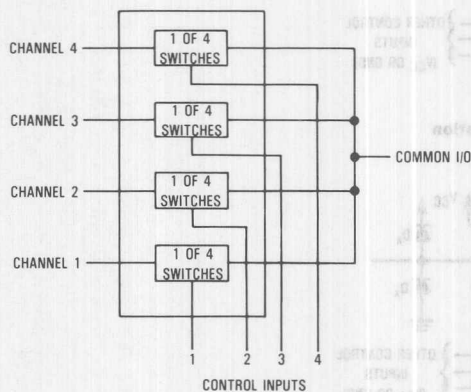 CHANNEL 4
1 OF 4
SWITCHES
CHANNEL 3
1 OF 4
SWITCHES
COMMON I/O
CHANNEL 2
1 OF 4
SWITCHES
CHANNEL 1
1 OF 4
SWITCHES
1 2 3 4
CONTROL INPUTS